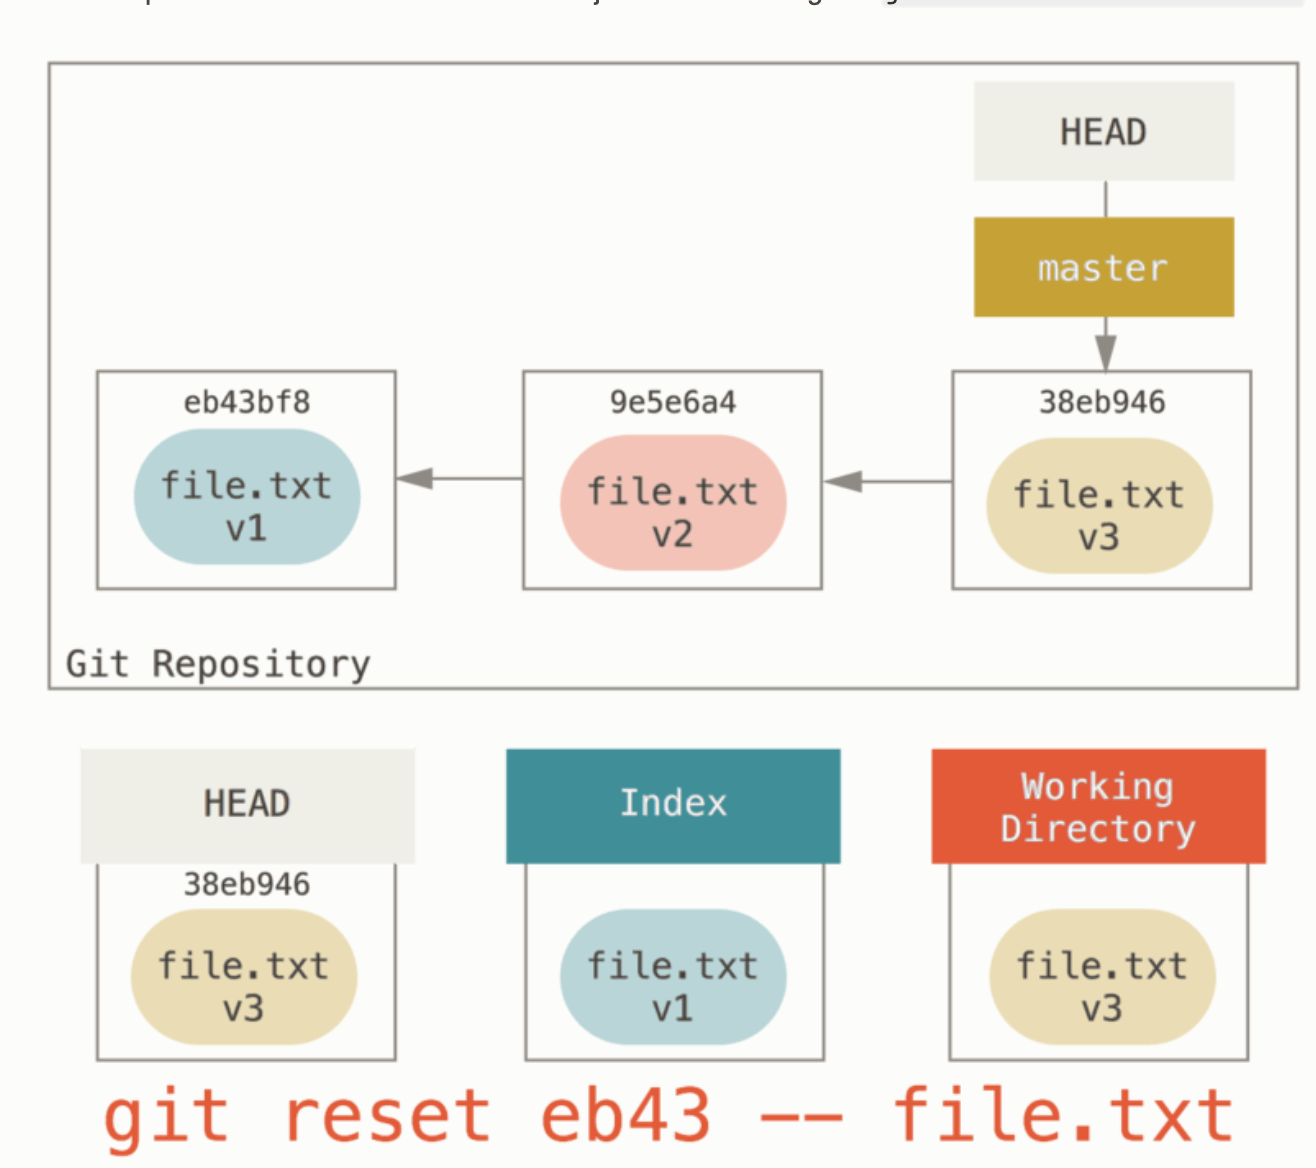 HEAD
master
eb43bf8
file.txt
v1
9e5e6a4
file.txt
v2
38eb946
file.txt
v3
Git Repository
HEAD
38eb946
file.txt
v3
Index
file.txt
v1
Working
Directory
file.txt
v3
git reset eb43 –– file.txt